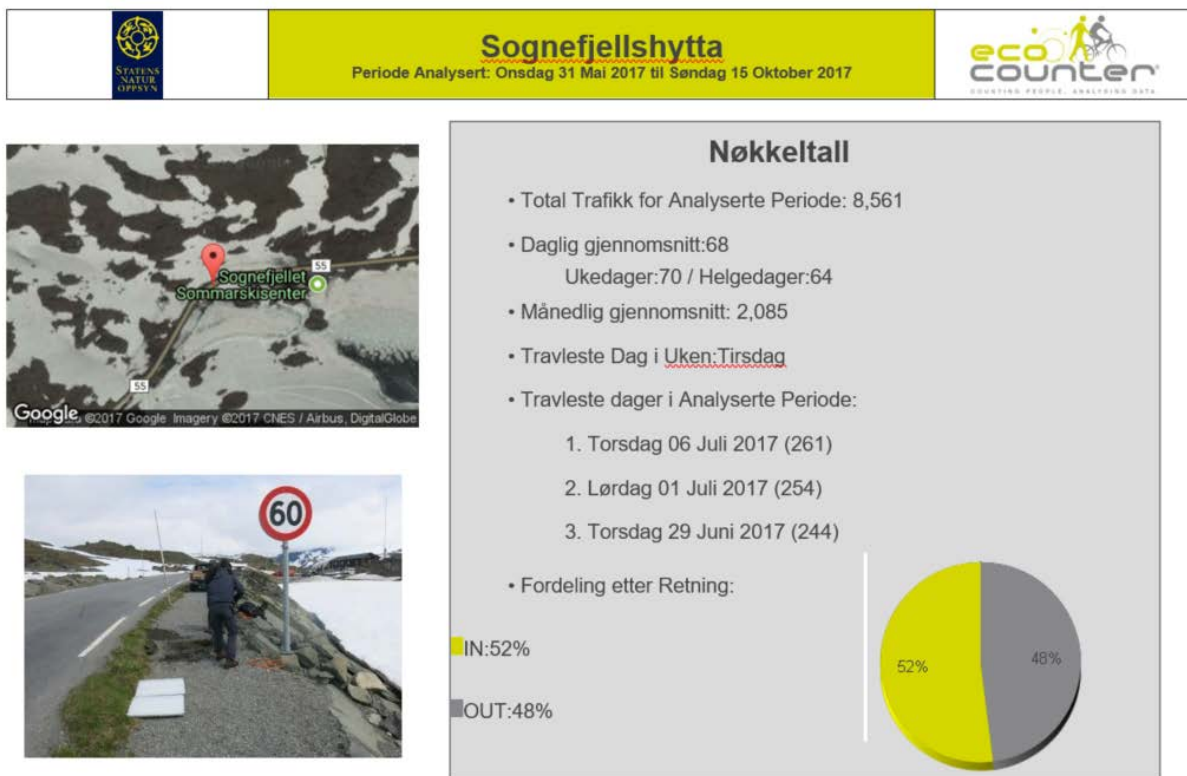 STATENS
NATUR
OPPSYN
Sognefjellshytta
Periode Analysert: Onsdag 31 Mai 2017 til Søndag 15 Oktober 2017
eco
counter
COUNTING PEOPLE, ANALYSING DATA.
55
Sognefjellet
Sommarskisenter
55
Google
©2017 Google Imagery ©2017 CNES / Airbus, DigitalGlobe
60
Nøkkeltall
• Total Trafikk for Analyserte Periode: 8,561
• Daglig gjennomsnitt:68
Ukedager:70 / Helgedager:64
• Månedlig gjennomsnitt: 2,085
• Travleste Dag i Uken:Tirsdag
• Travleste dager i Analyserte Periode:
1. Torsdag 06 Juli 2017 (261)
2. Lørdag 01 Juli 2017 (254)
3. Torsdag 29 Juni 2017 (244)
• Fordeling etter Retning:
IN:52%
OUT:48%
52%
48%